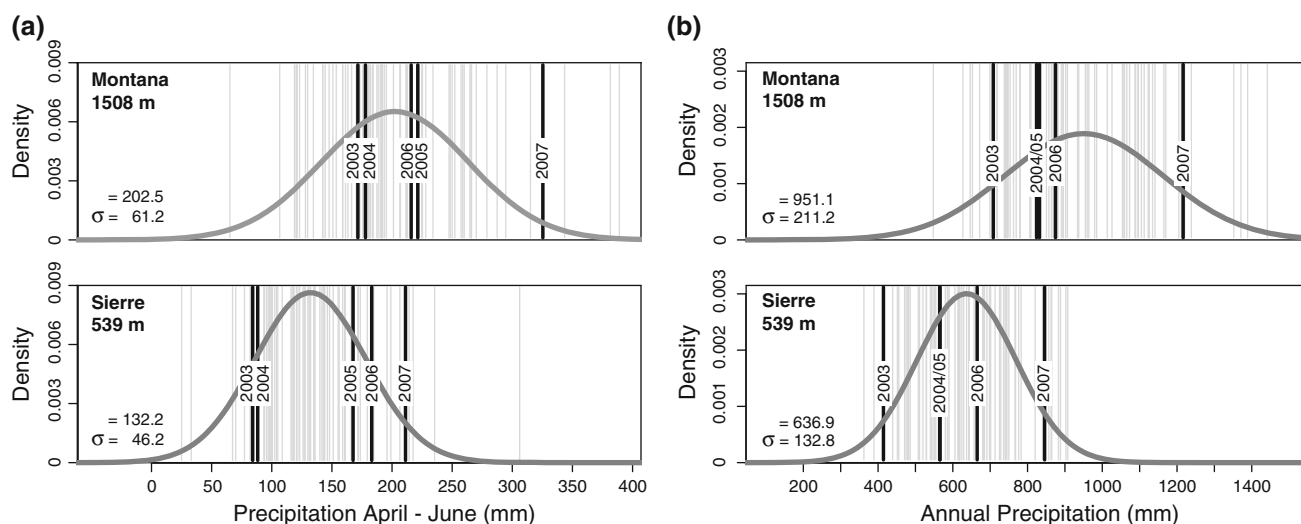 (a)
Density
0 0.003 0.006 0.009
Montana
1508 m
= 202.5
σ = 61.2
2003
2004
2006
2005
2007
Density
0 0.003 0.006 0.009
Sierre
539 m
= 132.2
σ = 46.2
2003
2004
2005
2006
2007
0 50 100 150 200 250 300 350 400
Precipitation April - June (mm)
(b)
Density
0 0.001 0.002 0.003
Montana
1508 m
= 951.1
σ = 211.2
2003
2004/05
2006
2007
Density
0 0.001 0.002 0.003
Sierre
539 m
= 636.9
σ = 132.8
2003
2004/05
2006
2007
200 400 600 800 1000 1200 1400
Annual Precipitation (mm)